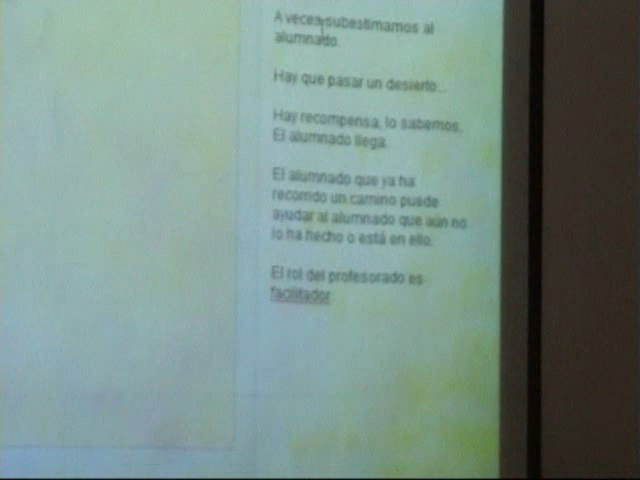 A veces subestimamos al
alumnado.
Hay que pasar un desierto...
Hay recompensa, lo sabemos.
El alumnado llega.
El alumnado que ya ha
recorrido un camino puede
ayudar al alumnado que aún no
lo ha hecho o está en ello.
El rol del profesorado es
facilitador